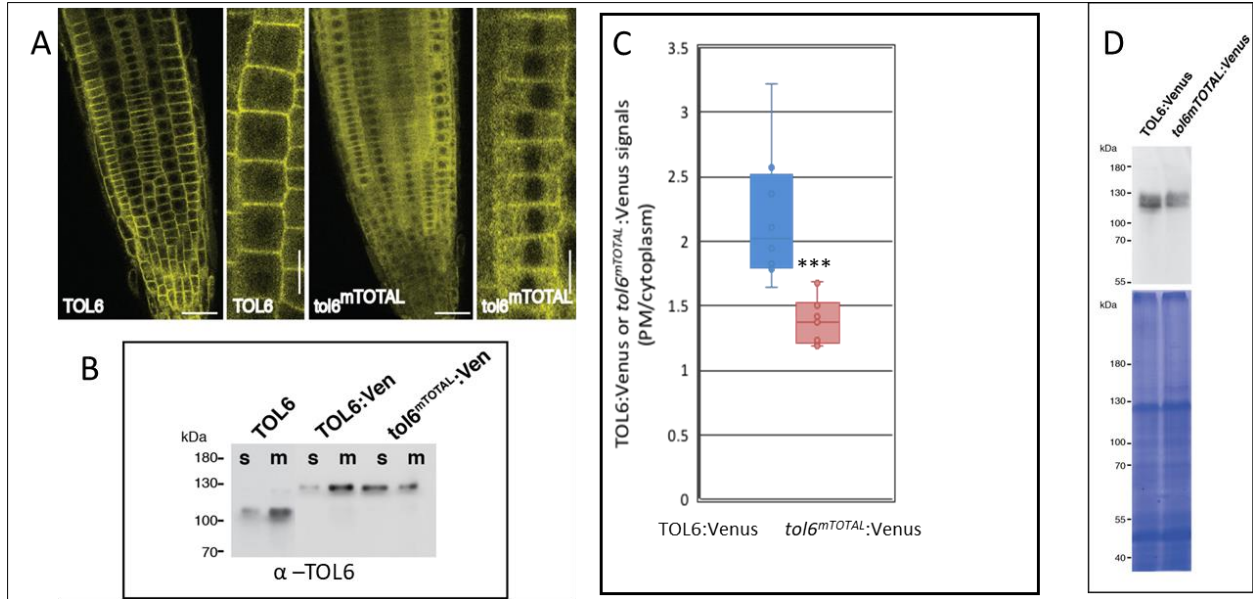 A
TOL6
TOL6
tol6mTOTAL
tol6mTOTAL
B
TOL6
TOL6:Ven
tol6mTOTAL:Ven
kDa
s m s m s m
180-
130-
100-
70-
α –TOL6
C
TOL6:Venus or tol6mTOTAL:Venus signals
(PM/cytoplasm)
3.5
3
2.5
2
1.5
1
0.5
0
***
TOL6:Venus
tol6mTOTAL:Venus
D
TOL6:Venus
tol6mTOTAL:Venus
kDa
180-
130-
100-
70-
55-
kDa
180-
130-
100-
70-
55-
40-